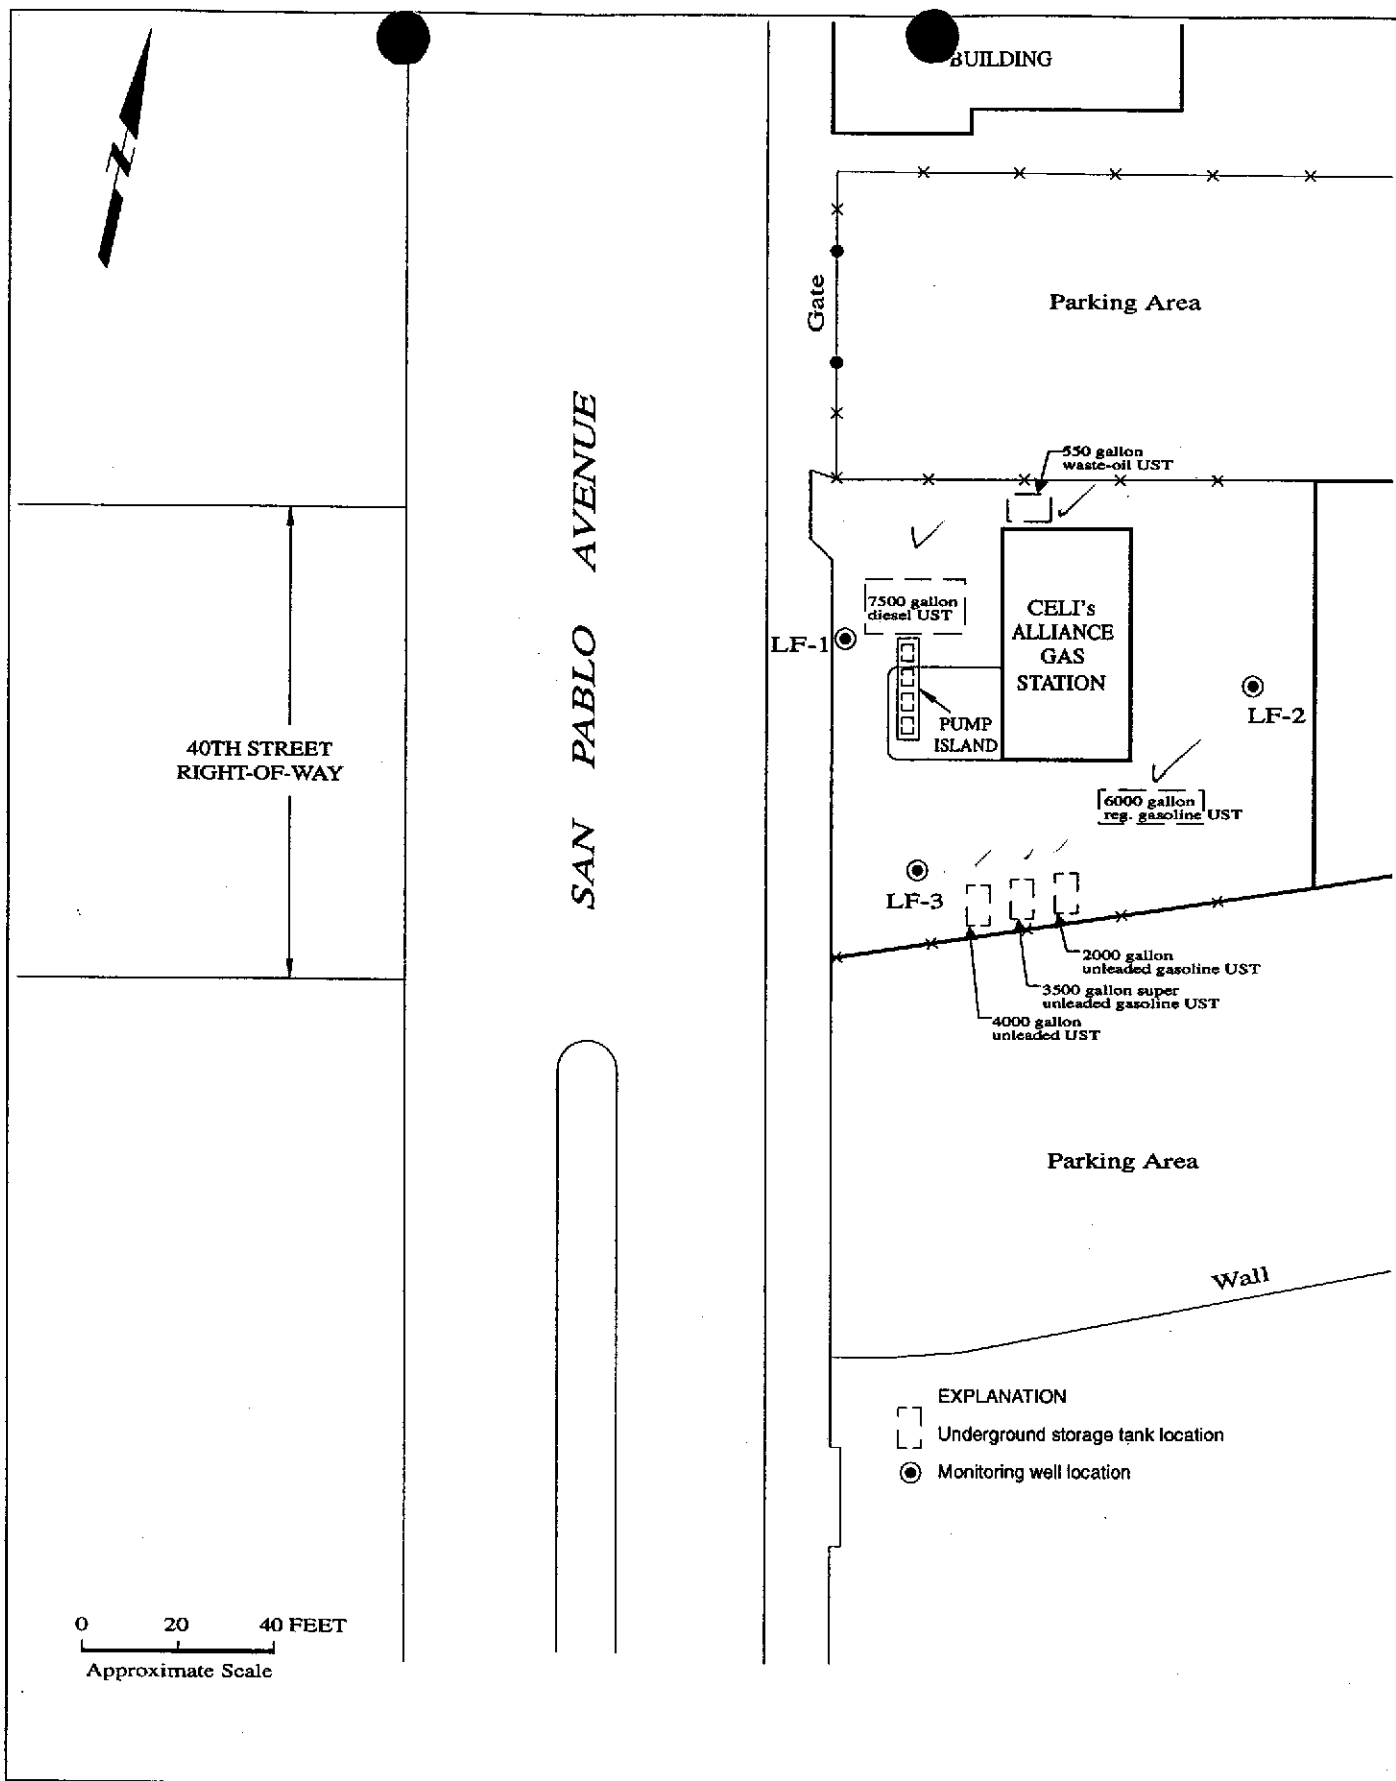 BUILDING
N
Gate
Parking Area
550 gallon
waste-oil UST
7500 gallon
diesel UST
CELI's
ALLIANCE
GAS
STATION
LF-1
LF-2
PUMP
ISLAND
SAN PABLO AVENUE
40TH STREET
RIGHT-OF-WAY
6000 gallon
reg. gasoline UST
LF-3
2000 gallon
unleaded gasoline UST
3500 gallon super
unleaded gasoline UST
4000 gallon
unleaded UST
Parking Area
Wall
EXPLANATION
Underground storage tank location
Monitoring well location
0 20 40 FEET
Approximate Scale